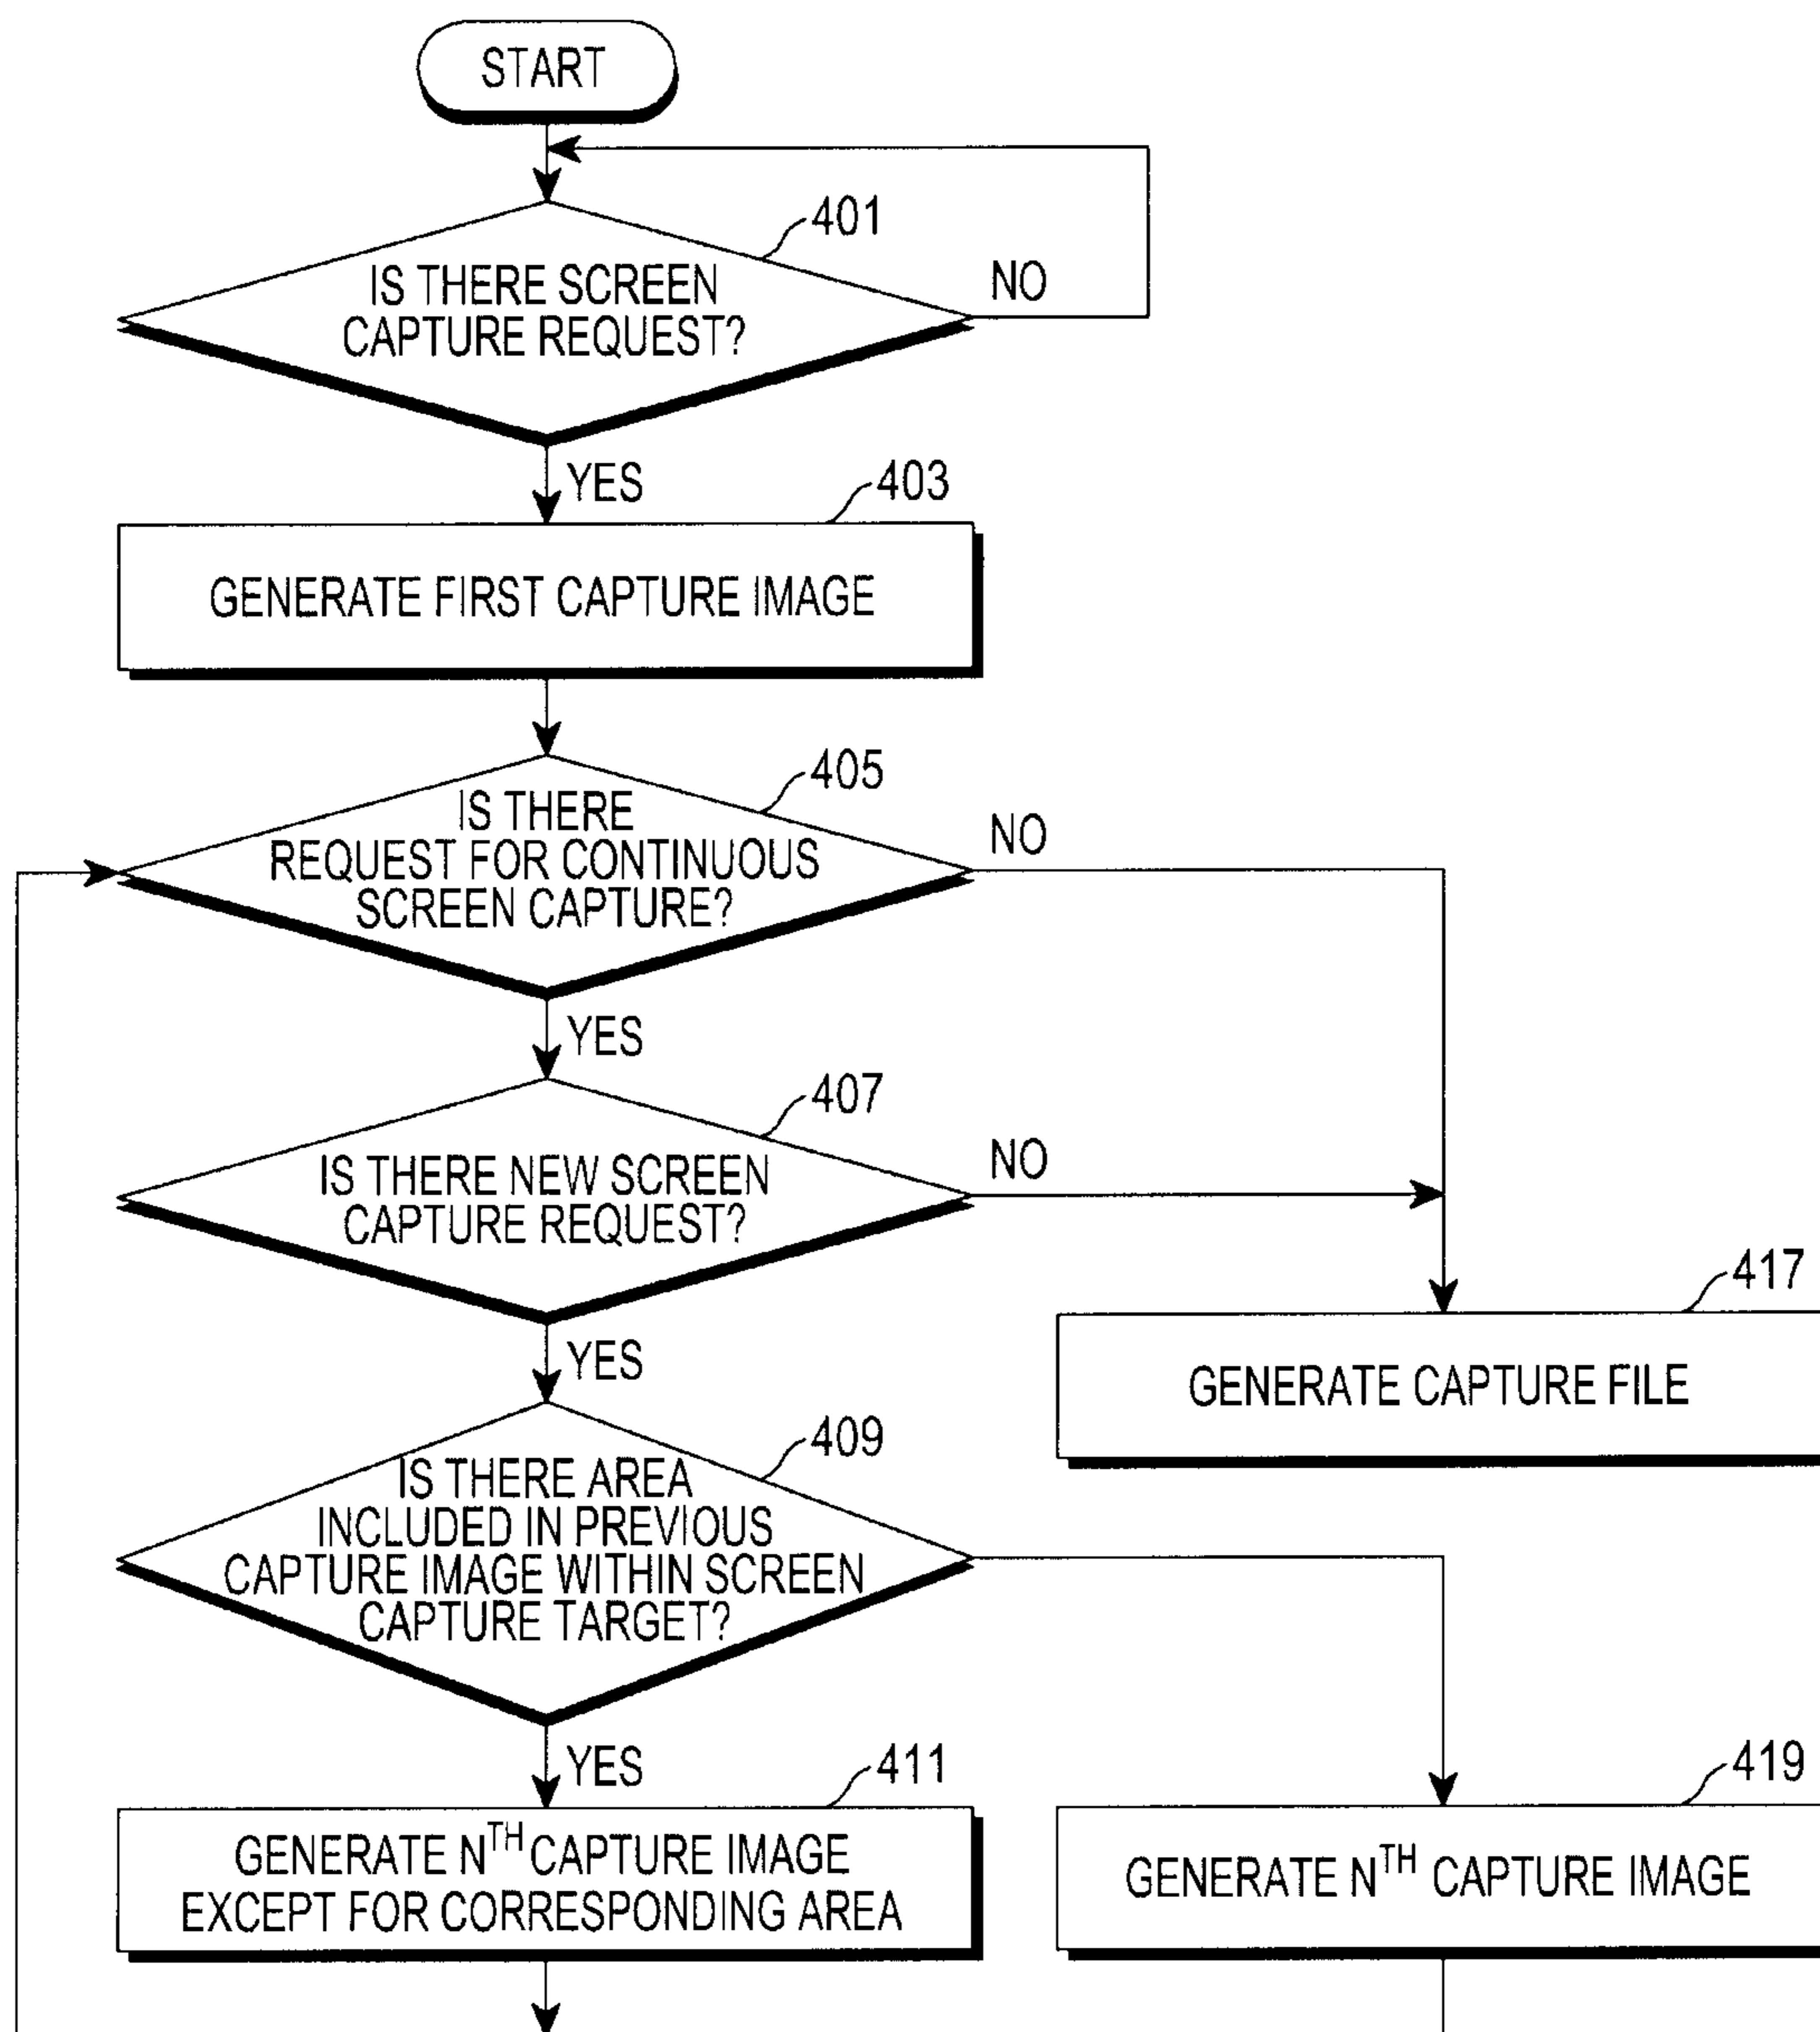 START
401
IS THERE SCREEN
CAPTURE REQUEST?
NO
YES
403
GENERATE FIRST CAPTURE IMAGE
405
IS THERE
REQUEST FOR CONTINUOUS
SCREEN CAPTURE?
NO
YES
407
IS THERE NEW SCREEN
CAPTURE REQUEST?
NO
YES
417
GENERATE CAPTURE FILE
409
IS THERE AREA
INCLUDED IN PREVIOUS
CAPTURE IMAGE WITHIN SCREEN
CAPTURE TARGET?
YES
411
GENERATE NTH CAPTURE IMAGE
EXCEPT FOR CORRESPONDING AREA
419
GENERATE NTH CAPTURE IMAGE